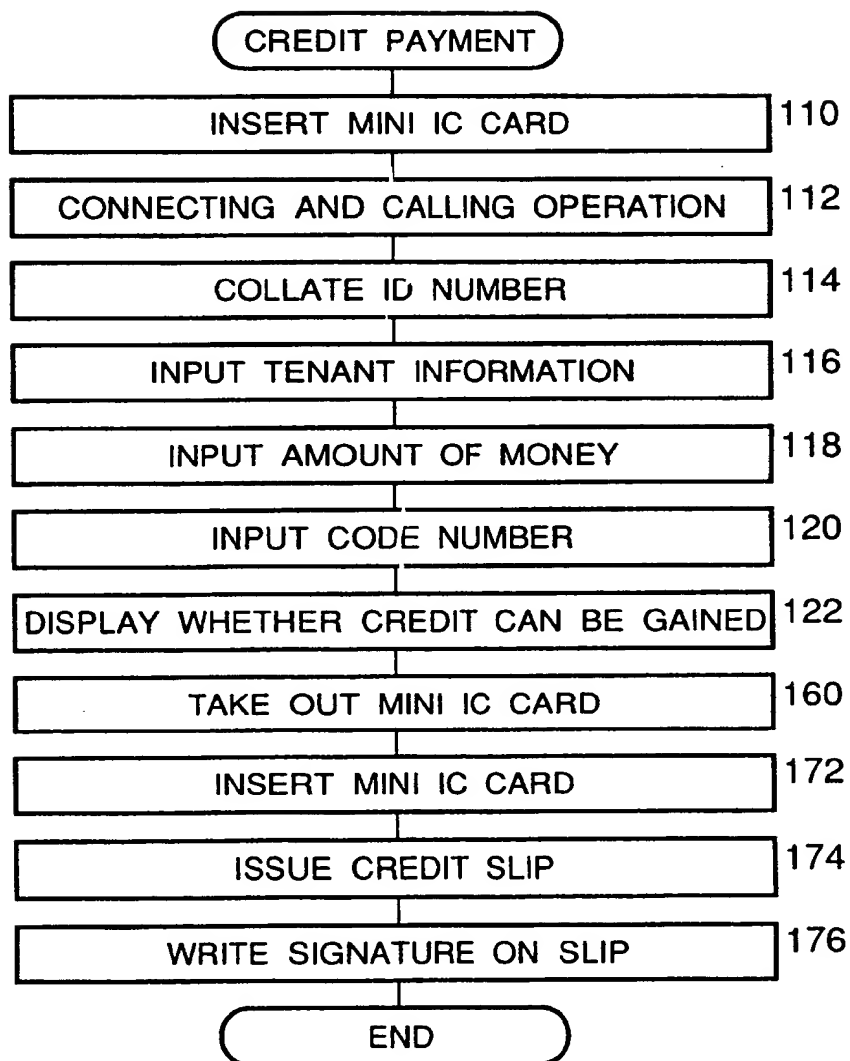 CREDIT PAYMENT
INSERT MINI IC CARD 110
CONNECTING AND CALLING OPERATION 112
COLLATE ID NUMBER 114
INPUT TENANT INFORMATION 116
INPUT AMOUNT OF MONEY 118
INPUT CODE NUMBER 120
DISPLAY WHETHER CREDIT CAN BE GAINED 122
TAKE OUT MINI IC CARD 160
INSERT MINI IC CARD 172
ISSUE CREDIT SLIP 174
WRITE SIGNATURE ON SLIP 176
END